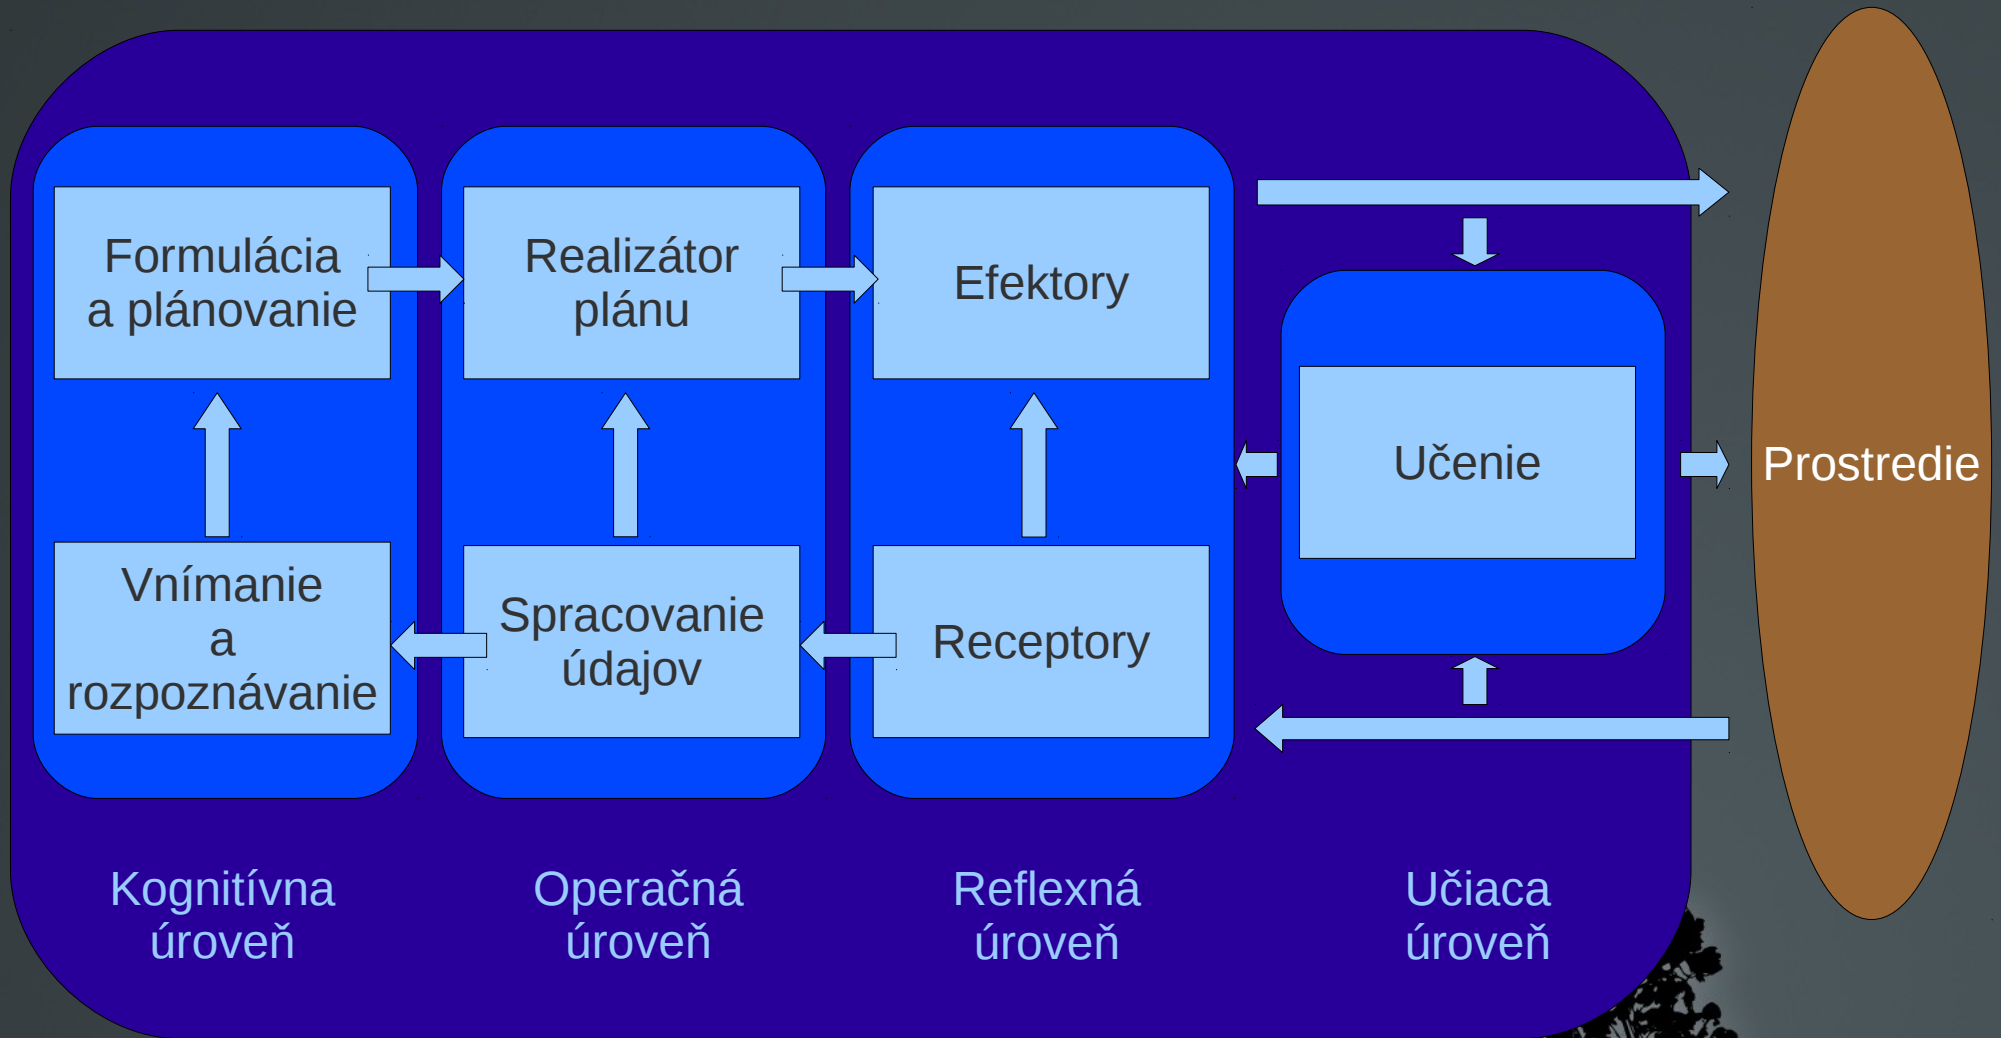 Formulácia
a plánovanie
Realizátor
plánu
Efektory
Učenie
Prostredie
Vnímanie
a
rozpoznávanie
Spracovanie
údajov
Receptory
Kognitívna
úroveň
Operačná
úroveň
Reflexná
úroveň
Učiaca
úroveň